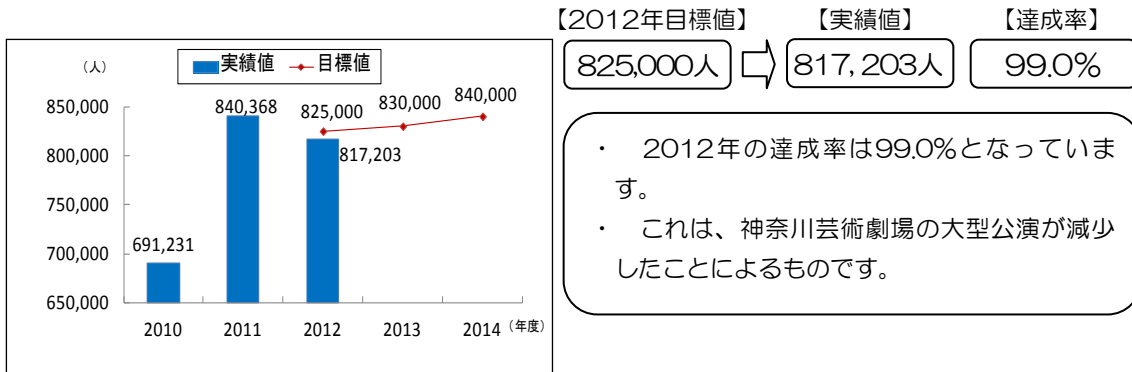 【2012年目標値】 【実績値】 【達成率】
825,000人 817,203人 99.0%
(人) 実績値 目標値
850,000
800,000
750,000
700,000
650,000
691,231
840,368
825,000
817,203
830,000
840,000
2010 2011 2012 2013 2014 (年度)
・ 2012年の達成率は99.0%となっていま
す。
・ これは、神奈川芸術劇場の大型公演が減少
したことによるものです。